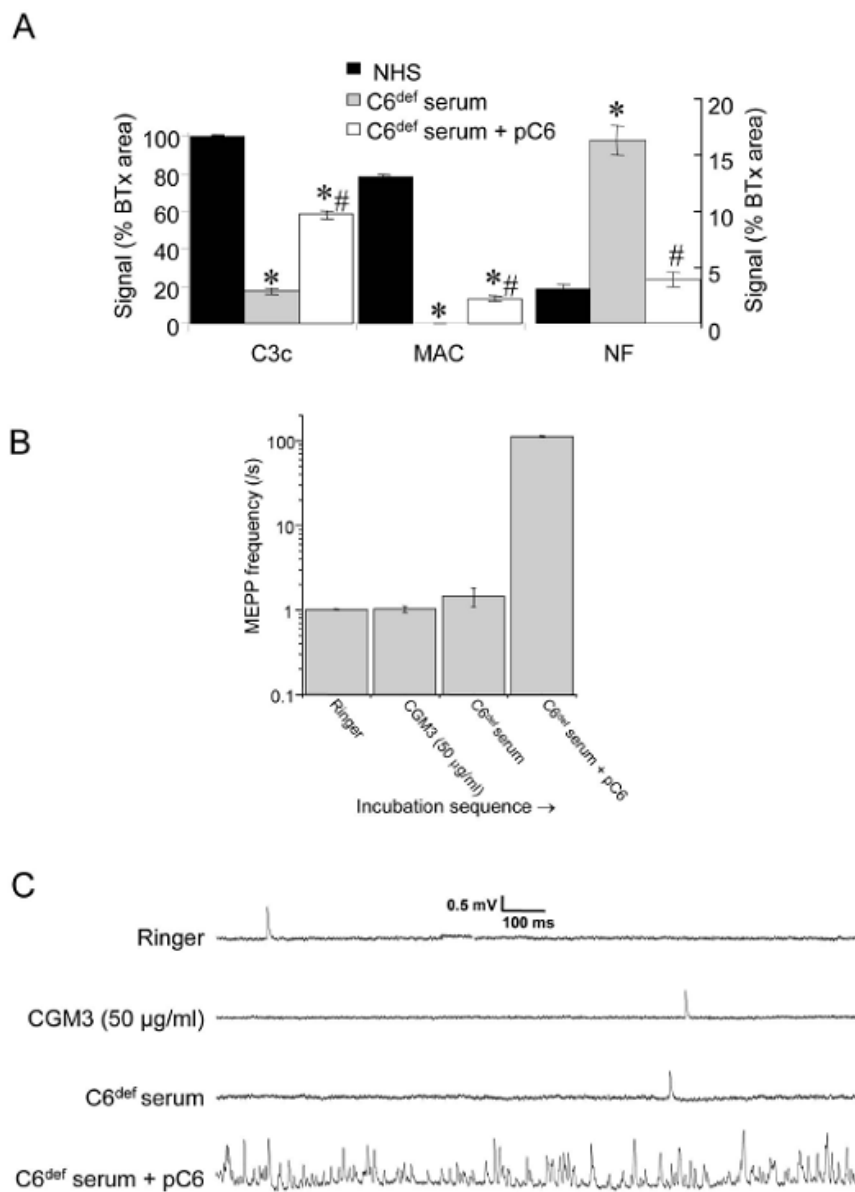 A
NHS
C6def serum
C6def serum + pC6
Signal (% BTx area)
100
80
60
40
20
0
*
*#
*
*#
*
#
20
15
10
5
0
Signal (% BTx area)
C3c
MAC
NF
B
MEPP frequency (/s)
100
10
1
0.1
Ringer
CGM3 (50 µg/ml)
C6def serum
C6def serum + pC6
Incubation sequence →
C
0.5 mV
100 ms
Ringer
CGM3 (50 µg/ml)
C6def serum
C6def serum + pC6